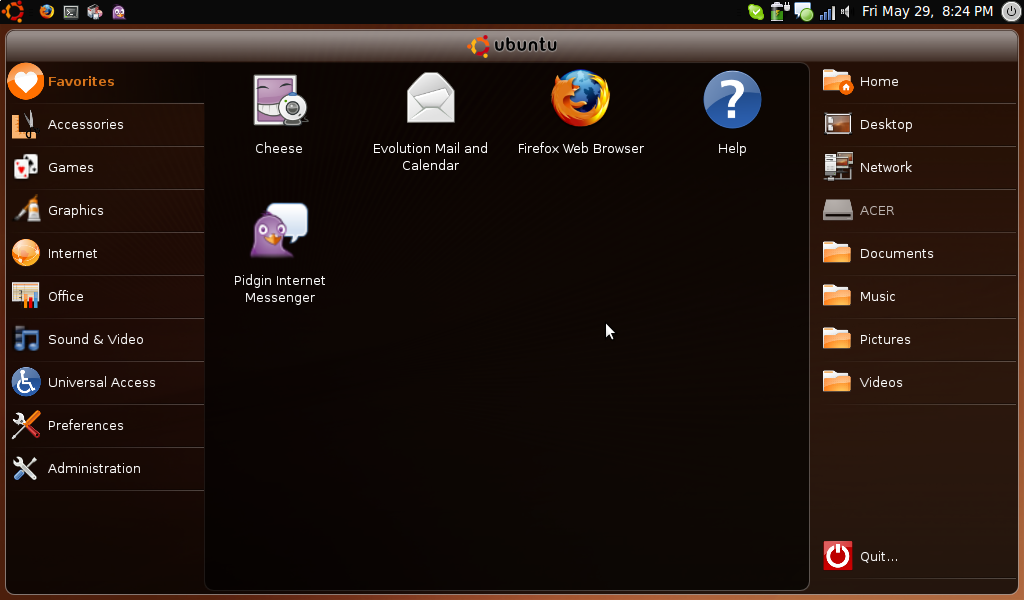 Fri May 29, 8:24 PM
ubuntu
Favorites
Accessories
Games
Graphics
Internet
Office
Sound & Video
Universal Access
Preferences
Administration
Cheese
Evolution Mail and
Calendar
Firefox Web Browser
Help
Pidgin Internet
Messenger
Home
Desktop
Network
ACER
Documents
Music
Pictures
Videos
Quit...